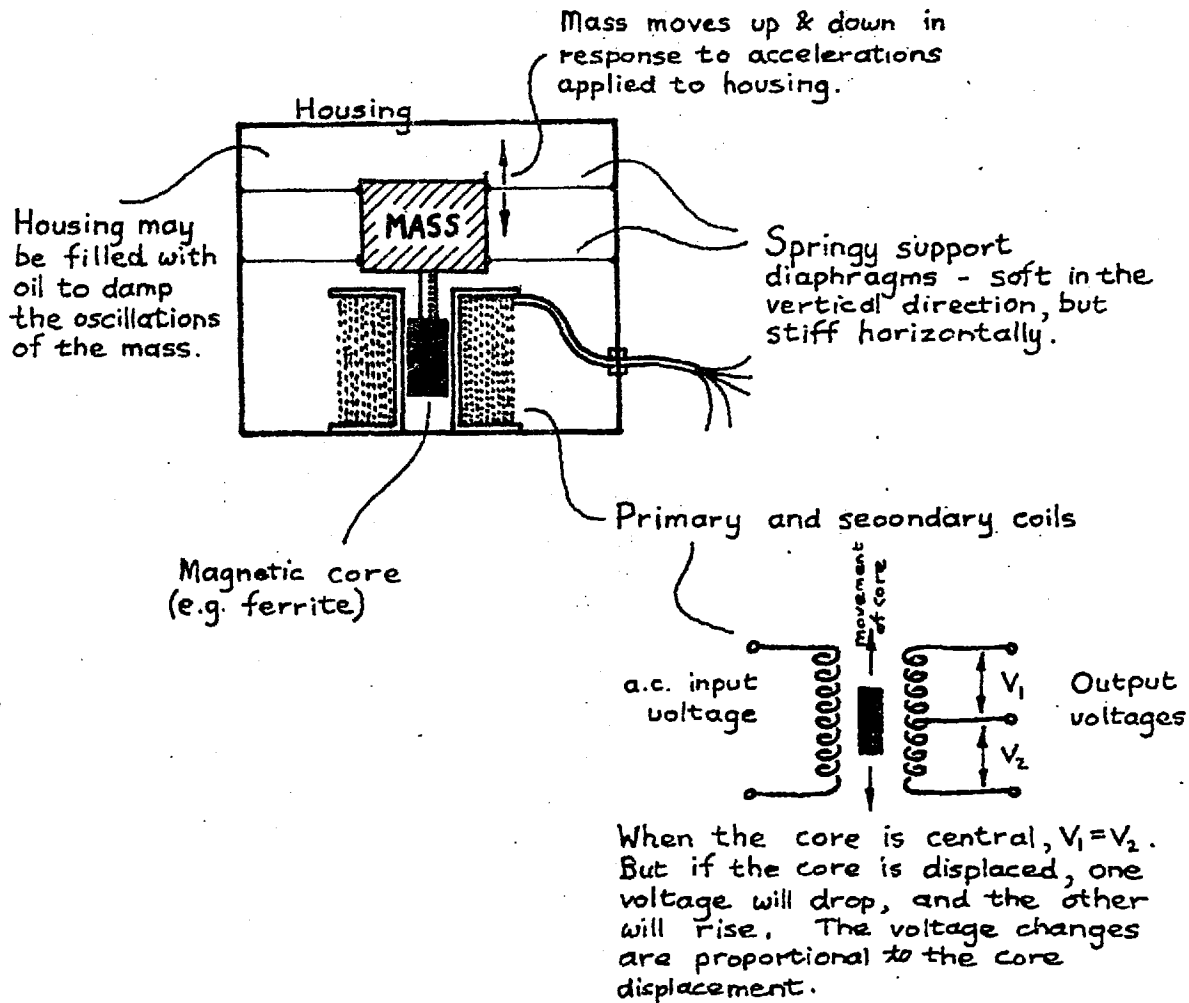 Mass moves up & down in
response to accelerations
applied to housing.
Housing
MASS
Housing may
be filled with
oil to damp
the oscillations
of the mass.
Springy support
diaphragms - soft in the
vertical direction, but
stiff horizontally.
Primary and secondary coils
Magnetic core
(e.g. ferrite)
movement
of core
a.c. input
voltage
V₁
V₂
Output
voltages
When the core is central, V₁=V₂.
But if the core is displaced, one
voltage will drop, and the other
will rise. The voltage changes
are proportional to the core
displacement.